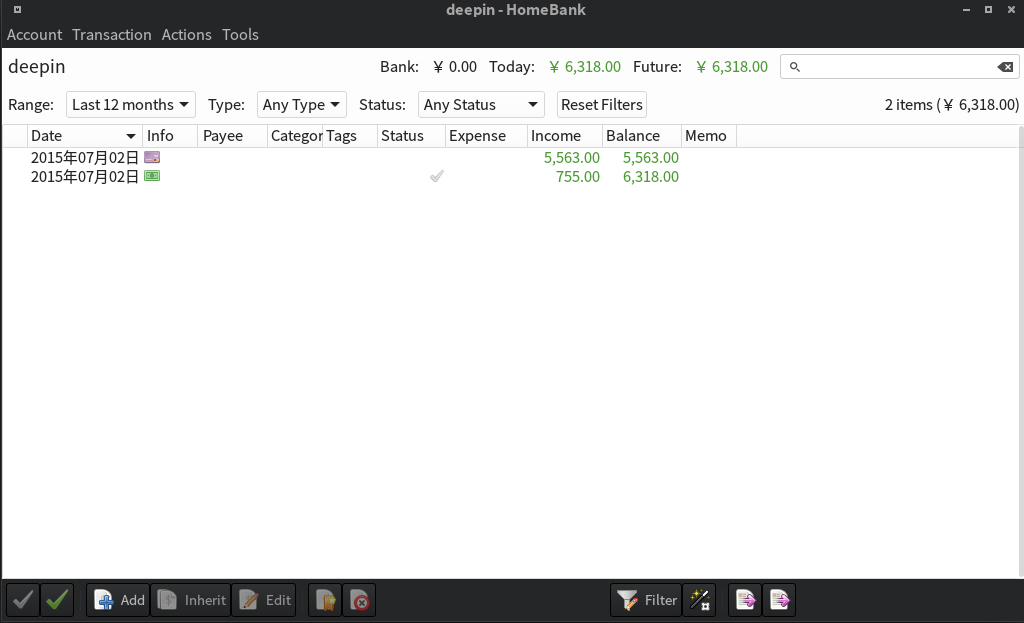 deepin - HomeBank
Account Transaction Actions Tools
deepin Bank: ￥ 0.00 Today: ￥ 6,318.00 Future: ￥ 6,318.00
Range: Last 12 months Type: Any Type Status: Any Status Reset Filters 2 items (￥ 6,318.00)
Date Info Payee Categor Tags Status Expense Income Balance Memo
2015年07月02日 5,563.00 5,563.00
2015年07月02日 755.00 6,318.00
Add Inherit Edit Filter